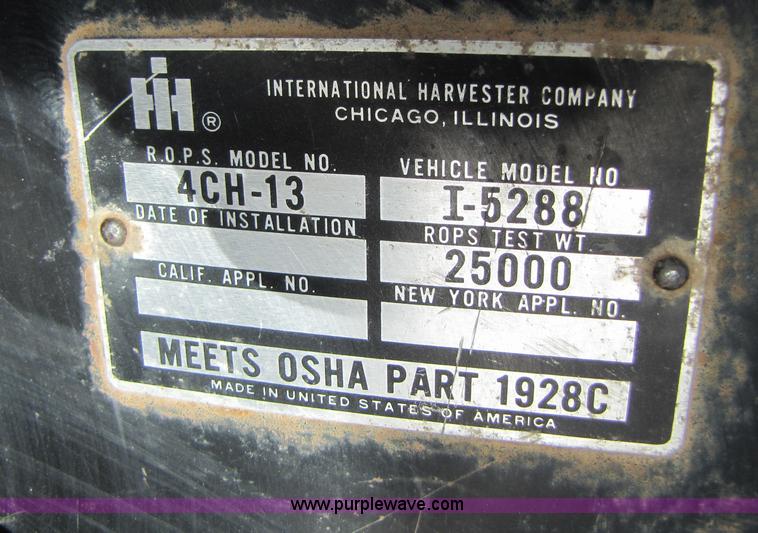 IH ®
INTERNATIONAL HARVESTER COMPANY
CHICAGO, ILLINOIS
R.O.P.S. MODEL NO.
4CH-13
VEHICLE MODEL NO
I-5288
DATE OF INSTALLATION
ROPS TEST WT.
25000
CALIF. APPL. NO.
NEW YORK APPL. NO.
MEETS OSHA PART 1928C
MADE IN UNITED STATES OF AMERICA
www.purplewave.com